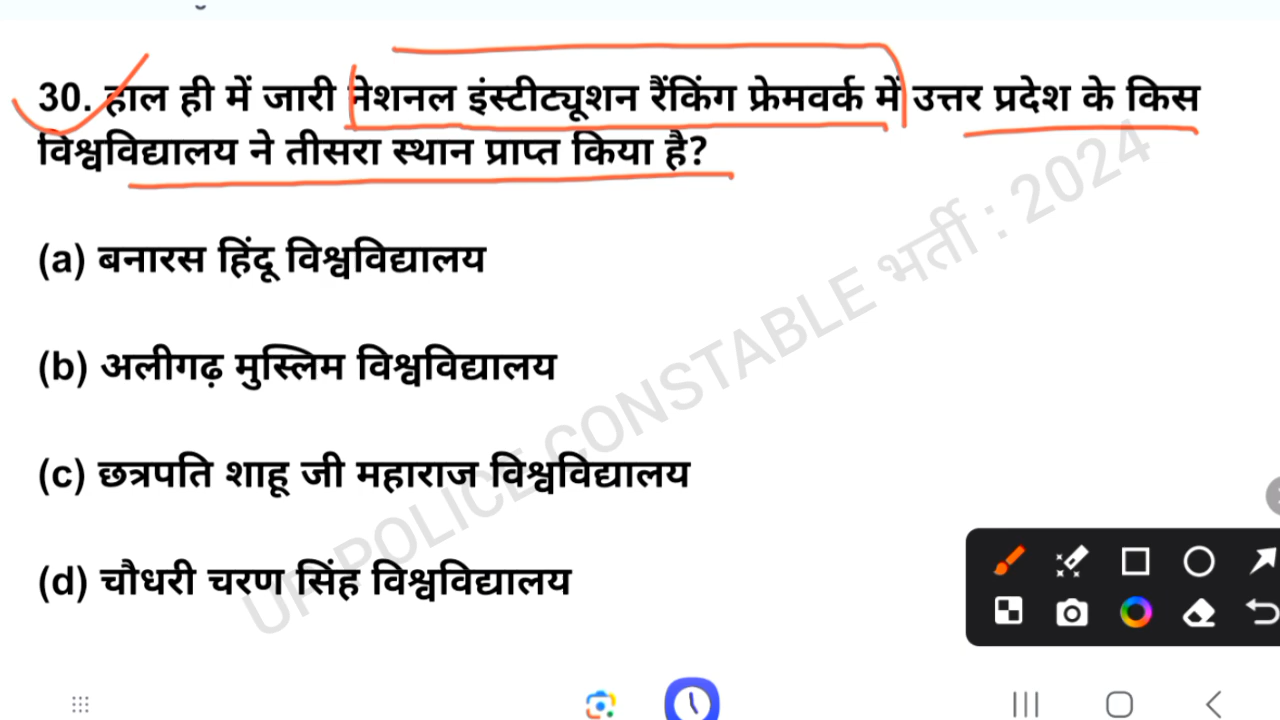 30. हाल ही में जारी नेशनल इंस्टीट्यूशन रैंकिंग फ्रेमवर्क में उत्तर प्रदेश के किस
विश्वविद्यालय ने तीसरा स्थान प्राप्त किया है?
(a) बनारस हिंदू विश्वविद्यालय
(b) अलीगढ़ मुस्लिम विश्वविद्यालय
(c) छत्रपति शाहू जी महाराज विश्वविद्यालय
(d) चौधरी चरण सिंह विश्वविद्यालय
UP POLICE CONSTABLE भर्ती : 2024